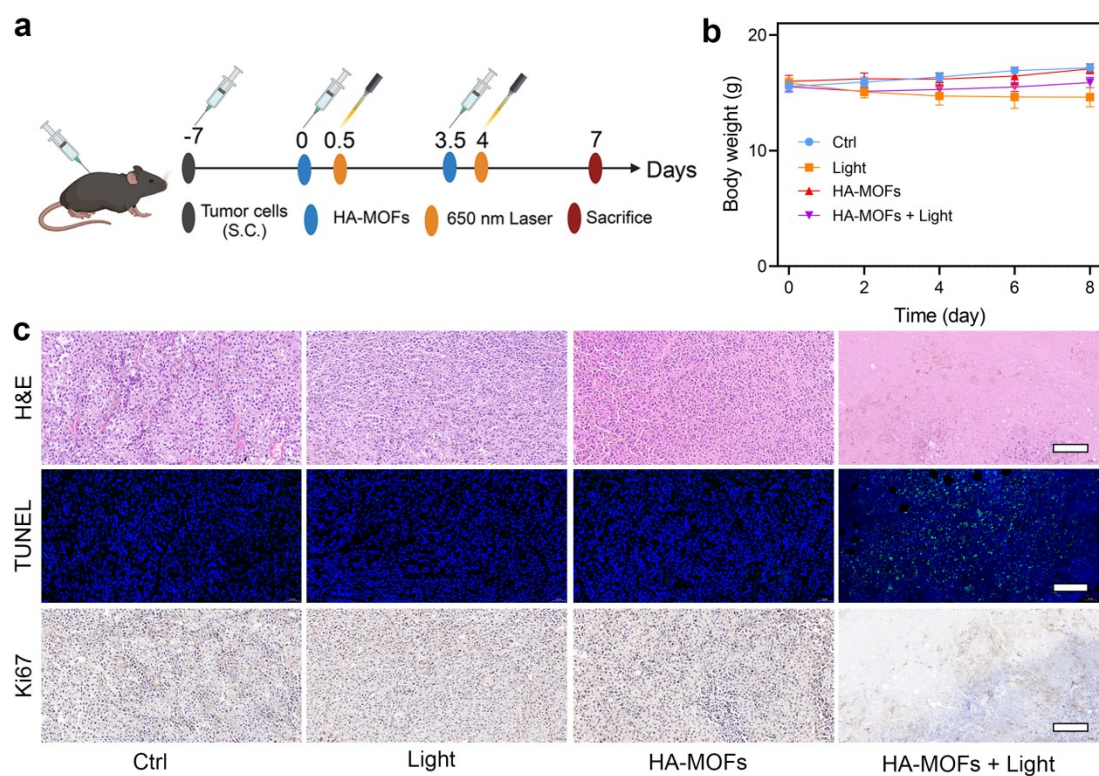 a
-7
0
0.5
3.5
4
7
Days
Tumor cells
(S.C.)
HA-MOFs
650 nm Laser
Sacrifice
b
Body weight (g)
20
10
0
Ctrl
Light
HA-MOFs
HA-MOFs + Light
0 2 4 6 8
Time (day)
c
H&E
TUNEL
Ki67
Ctrl
Light
HA-MOFs
HA-MOFs + Light